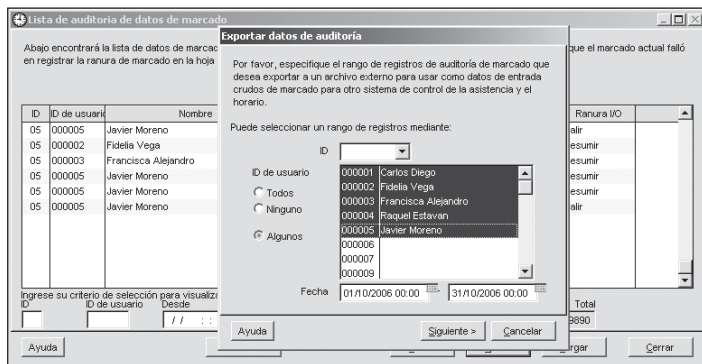 Lista de auditoria de datos de marcado
Abajo encontrará la lista de datos de marcac
que el marcado actual falló
en registrar la ranura de marcado en la hoja
ID ID de usuario Nombre Ranura I/O
05 000005 Javier Moreno alir
05 000002 Fidelia Vega esumir
05 000003 Francisca Alejandro esumir
05 000005 Javier Moreno esumir
05 000005 Javier Moreno esumir
05 000005 Javier Moreno alir
Ingrese su criterio de selección para visualiza
ID ID de usuario Desde Total
/ / : : 9890
Ayuda rgar Cerrar
Exportar datos de auditoría
Por favor, especifique el rango de registros de auditoría de marcado que
desea exportar a un archivo externo para usar como datos de entrada
crudos de marcado para otro sistema de control de la asistencia y el
horario.
Puede seleccionar un rango de registros mediante:
ID
ID de usuario
Todos
Ninguno
Algunos
000001 Carlos Diego
000002 Fidelia Vega
000003 Francisca Alejandro
000004 Raquel Estavan
000005 Javier Moreno
000006
000007
000009
Fecha 01/10/2006 00:00 - 31/10/2006 00:00
Ayuda Siguiente > Cancelar